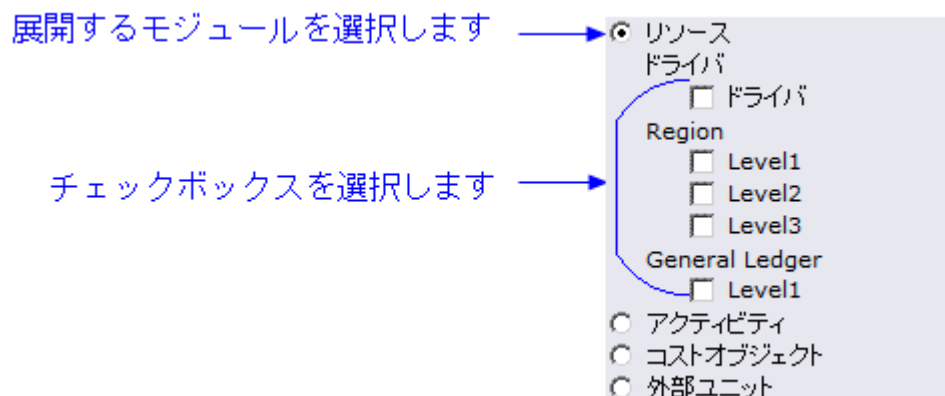 展開するモジュールを選択します
リソース
ドライバ
ドライバ
Region
Level1
チェックボックスを選択します
Level2
Level3
General Ledger
Level1
アクティビティ
コストオブジェクト
外部ユニット